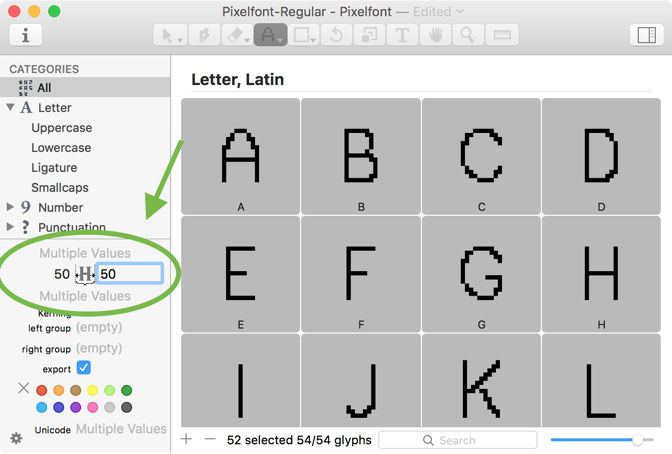 Pixelfont-Regular - Pixelfont — Edited
CATEGORIES
All
Letter
Uppercase
Lowercase
Ligature
Smallcaps
Number
Punctuation
Multiple Values
50 H 50
Multiple Values
Kerning
left group (empty)
right group (empty)
export
Unicode Multiple Values
Letter, Latin
A B C D
A B C D
E F G H
E F G H
I J K L
52 selected 54/54 glyphs Search